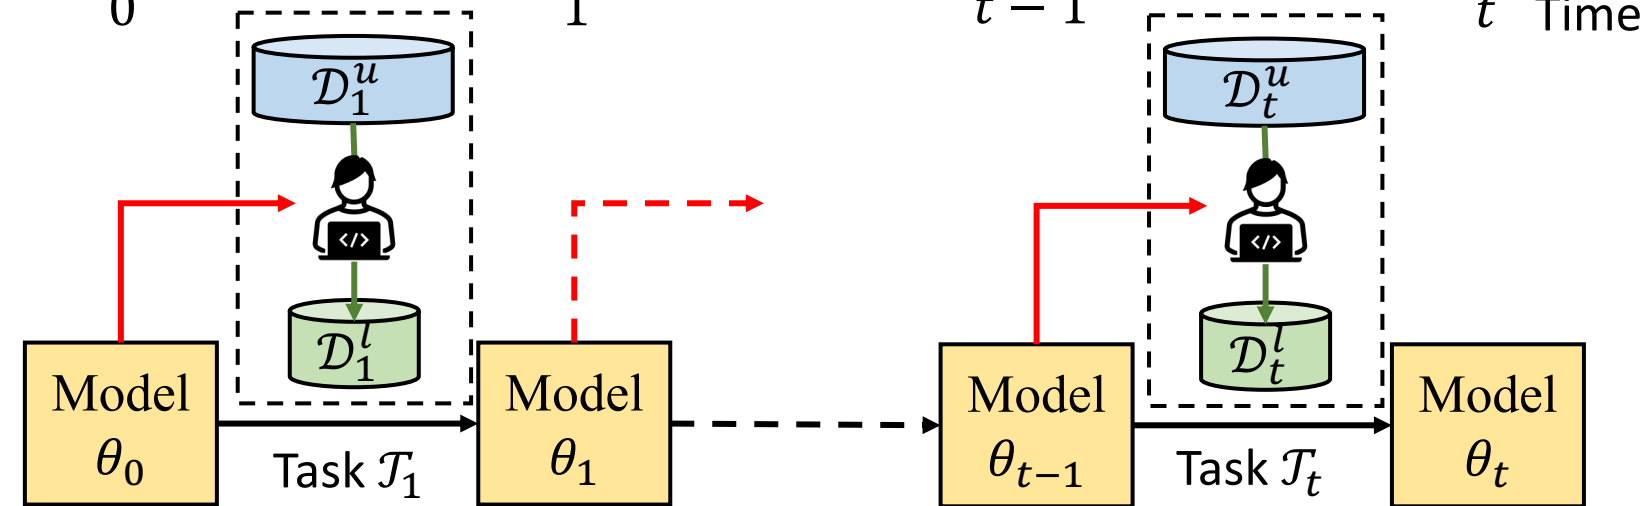 0 1 t − 1 t Time
𝒟₁ᵘ 𝒟ₜᵘ
</> </>
𝒟₁ˡ 𝒟ₜˡ
Model Model Model Model
θ₀ θ₁ θₜ₋₁ θₜ
Task 𝒯₁ Task 𝒯ₜ